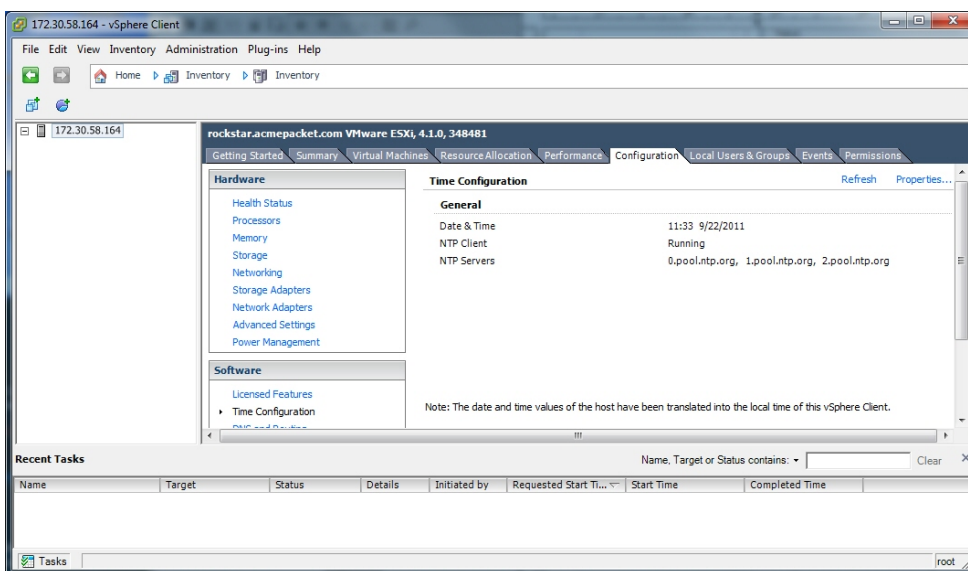 172.30.58.164 - vSphere Client
File Edit View Inventory Administration Plug-ins Help
Home Inventory Inventory
172.30.58.164
rockstar.acmepacket.com VMware ESXi, 4.1.0, 348481
Getting Started Summary Virtual Machines Resource Allocation Performance Configuration Local Users & Groups Events Permissions
Hardware
Health Status
Processors
Memory
Storage
Networking
Storage Adapters
Network Adapters
Advanced Settings
Power Management
Software
Licensed Features
Time Configuration
DNS and Routing
Time Configuration
Refresh Properties...
General
Date & Time 11:33 9/22/2011
NTP Client Running
NTP Servers 0.pool.ntp.org, 1.pool.ntp.org, 2.pool.ntp.org
Note: The date and time values of the host have been translated into the local time of this vSphere Client.
Recent Tasks
Name, Target or Status contains:
Clear
Name Target Status Details Initiated by Requested Start Ti... Start Time Completed Time
Tasks
root